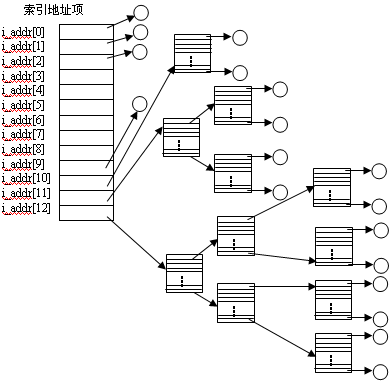 索引地址项
i_addr[0]
i_addr[1]
i_addr[2]
i_addr[3]
i_addr[4]
i_addr[5]
i_addr[6]
i_addr[7]
i_addr[8]
i_addr[9]
i_addr[10]
i_addr[11]
i_addr[12]